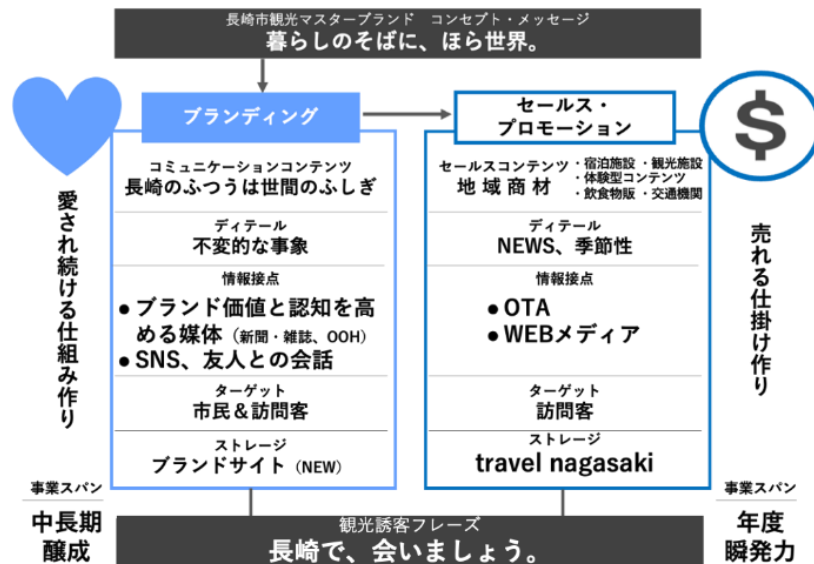 長崎市観光マスターブランド　コンセプト・メッセージ
暮らしのそばに、ほら世界。
ブランディング
コミュニケーションコンテンツ
長崎のふつうは世間のふしぎ
ディテール
不変的な事象
情報接点
●ブランド価値と認知を高
める媒体（新聞・雑誌、OOH）
●SNS、友人との会話
ターゲット
市民＆訪問客
ストレージ
ブランドサイト（NEW）
愛され続ける仕組み作り
事業スパン
中長期
醸成
セールス・
プロモーション
セールスコンテンツ
地域商材
・宿泊施設 ・観光施設
・体験型コンテンツ
・飲食物販 ・交通機関
ディテール
NEWS、季節性
情報接点
●OTA
●WEBメディア
ターゲット
訪問客
ストレージ
travel nagasaki
$
売れる仕掛け作り
事業スパン
年度
瞬発力
観光誘客フレーズ
長崎で、会いましょう。